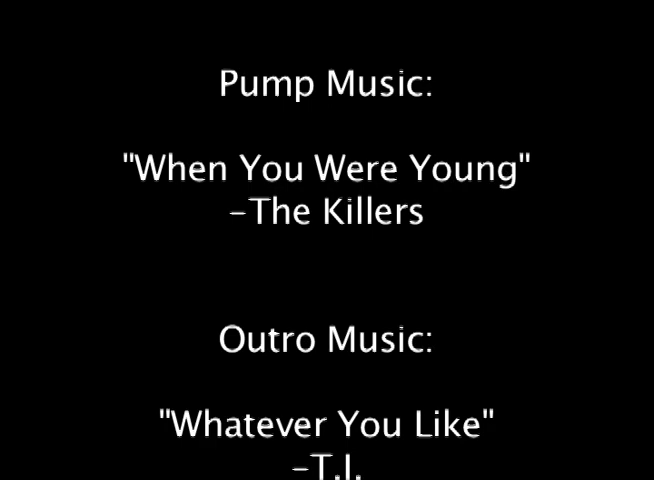 Pump Music:
"When You Were Young"
-The Killers
Outro Music:
"Whatever You Like"
-T.I.